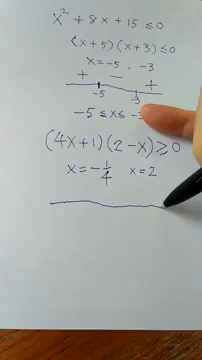 x² + 8x + 15 ≤ 0
(x+5)(x+3) ≤ 0
x = -5, -3
+ − +
-5 -3
-5 ≤ x ≤ -3
(4x+1)(2-x) ≥ 0
x = -1/4 x = 2